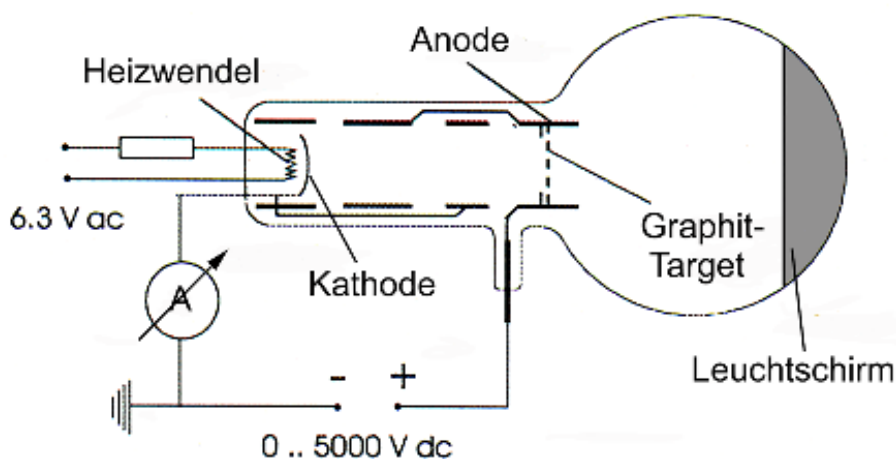 Anode
Heizwendel
6.3 V ac
Kathode
Graphit-
Target
A
Leuchtschirm
- +
0 .. 5000 V dc